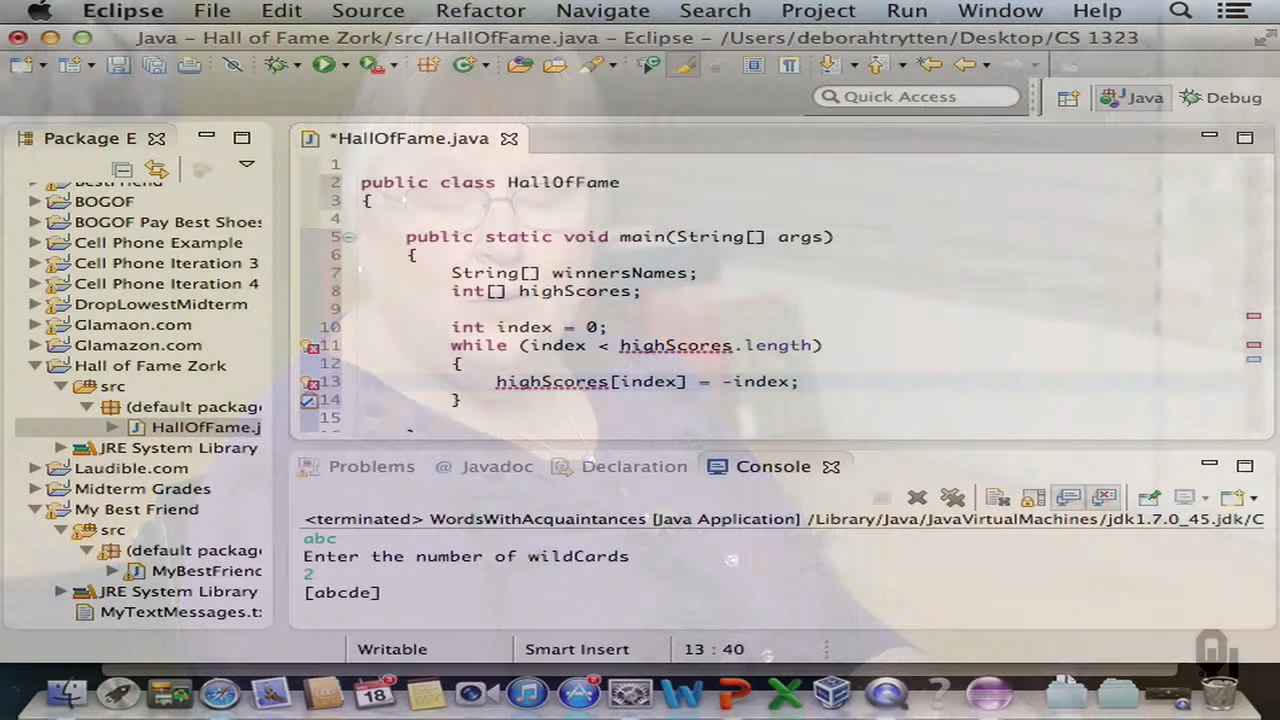 Eclipse File Edit Source Refactor Navigate Search Project Run Window Help
Java – Hall of Fame Zork/src/HallOfFame.java – Eclipse – /Users/deborahtrytten/Desktop/CS 1323
Quick Access
Java
Debug
Package E
BestFriend
BOGOF
BOGOF Pay Best Shoes
Cell Phone Example
Cell Phone Iteration 3
Cell Phone Iteration 4
DropLowestMidterm
Glamaon.com
Glamazon.com
Hall of Fame Zork
src
(default package
HallOfFame.j
JRE System Library
Laudible.com
Midterm Grades
My Best Friend
src
(default package
MyBestFriend
JRE System Library
MyTextMessages.t
*HallOfFame.java
1
2 public class HallOfFame
3 {
4
5 public static void main(String[] args)
6 {
7 String[] winnersNames;
8 int[] highScores;
9
10 int index = 0;
11 while (index < highScores.length)
12 {
13 highScores[index] = -index;
14 }
15
Problems @ Javadoc Declaration Console
<terminated> WordsWithAcquaintances [Java Application] /Library/Java/JavaVirtualMachines/jdk1.7.0_45.jdk/C
abc
Enter the number of wildCards
2
[abcde]
Writable Smart Insert 13 : 40
18